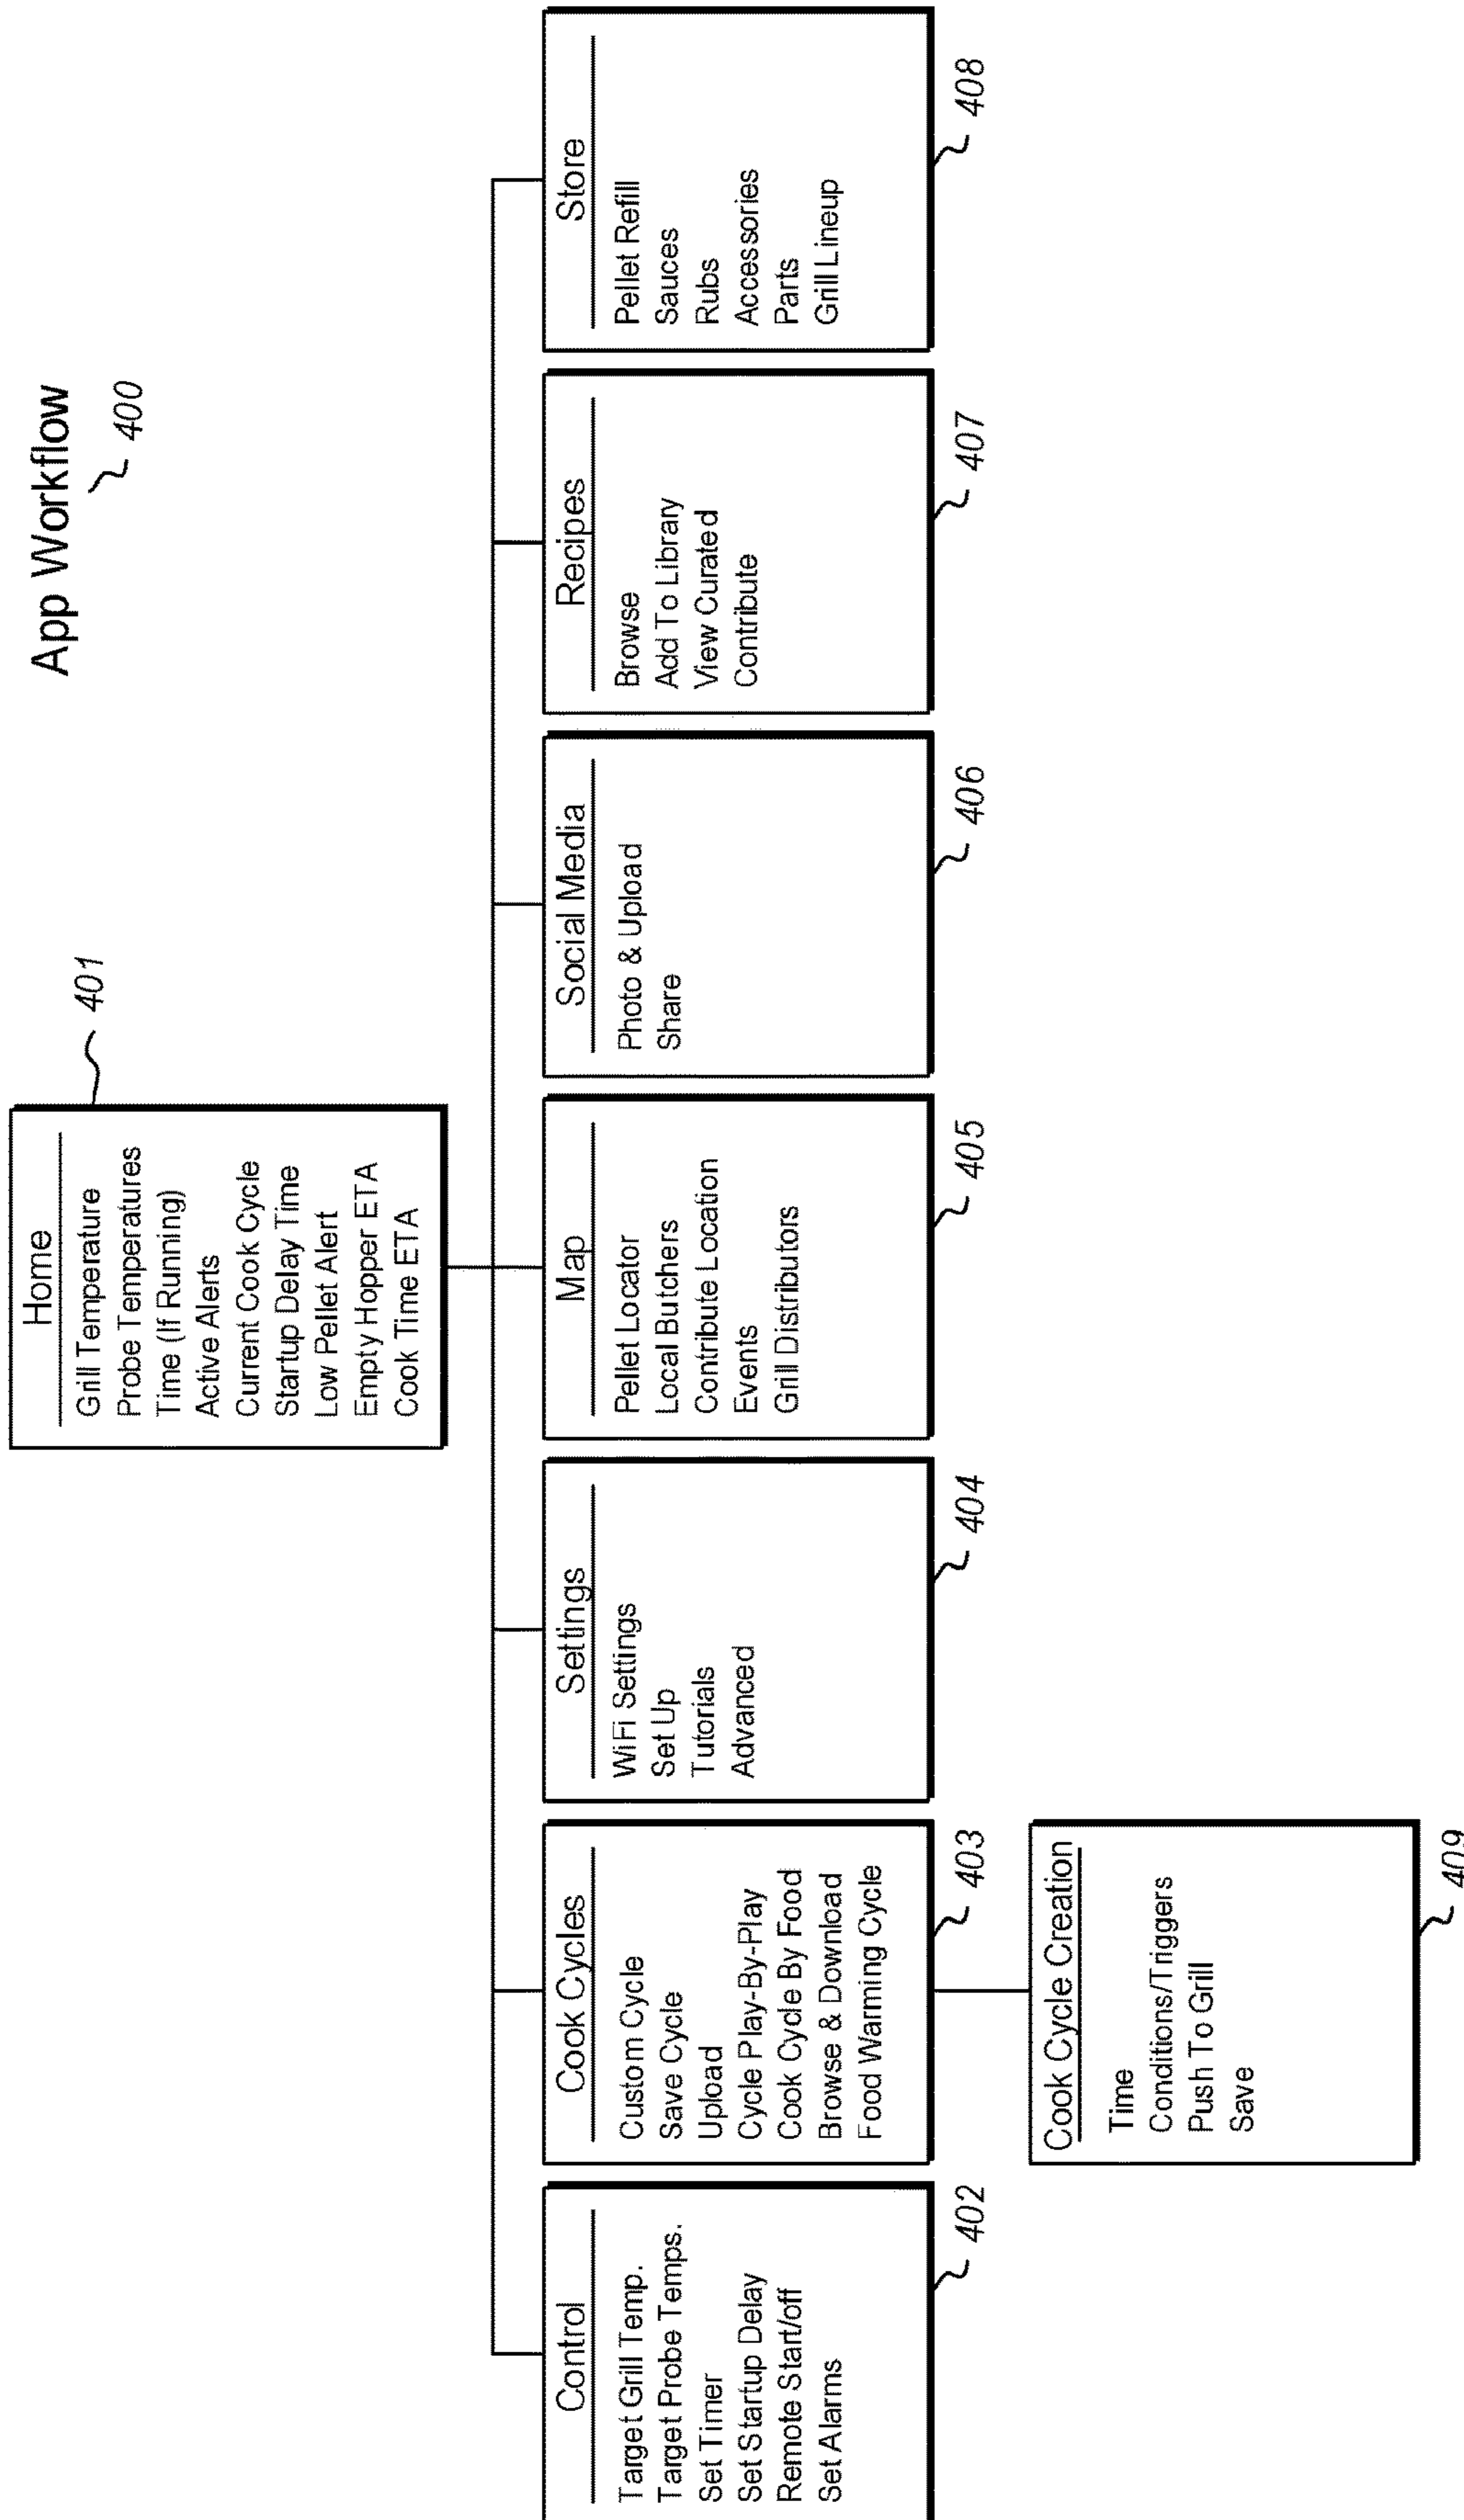 App Workflow
400
Home
Grill Temperature
Probe Temperatures
Time (If Running)
Active Alerts
Current Cook Cycle
Startup Delay Time
Low Pellet Alert
Empty Hopper ETA
Cook Time ETA
401
Control
Target Grill Temp.
Target Probe Temps.
Set Timer
Set Startup Delay
Remote Start/off
Set Alarms
402
Cook Cycles
Custom Cycle
Save Cycle
Upload
Cycle Play-By-Play
Cook Cycle By Food
Browse & Download
Food Warming Cycle
403
Settings
WiFi Settings
Set Up
Tutorials
Advanced
404
Map
Pellet Locator
Local Butchers
Contribute Location
Events
Grill Distributors
405
Social Media
Photo & Upload
Share
406
Recipes
Browse
Add To Library
View Curated
Contribute
407
Store
Pellet Refill
Sauces
Rubs
Accessories
Parts
Grill Lineup
408
Cook Cycle Creation
Time
Conditions/Triggers
Push To Grill
Save
409